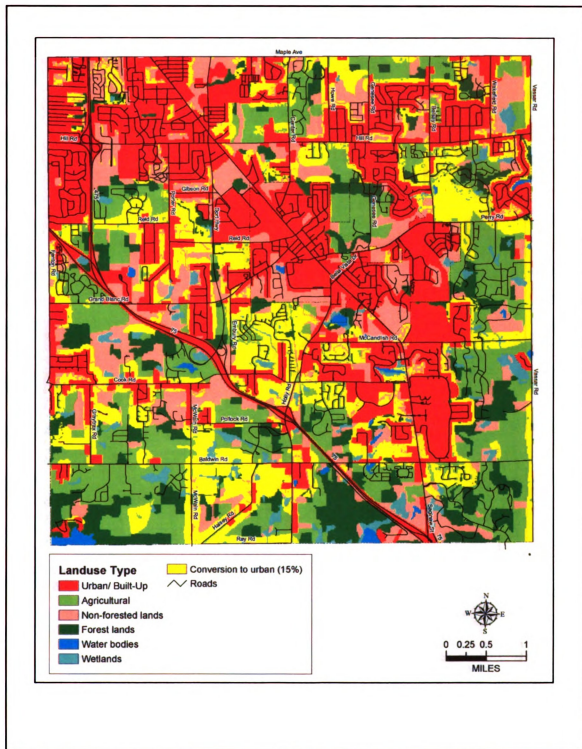 Maple Ave
Vassar Rd
Hill Rd
Hill Rd
Gibson Rd
Reid Rd
Reid Rd
Perry Rd
Grand Blanc Rd
McCandlish Rd
Vassar Rd
Cook Rd
Halsey Rd
Pollock Rd
Baldwin Rd
Ray Rd
Landuse Type
Urban/ Built-Up
Agricultural
Non-forested lands
Forest lands
Water bodies
Wetlands
Conversion to urban (15%)
Roads
N
W E
S
0 0.25 0.5 1
MILES